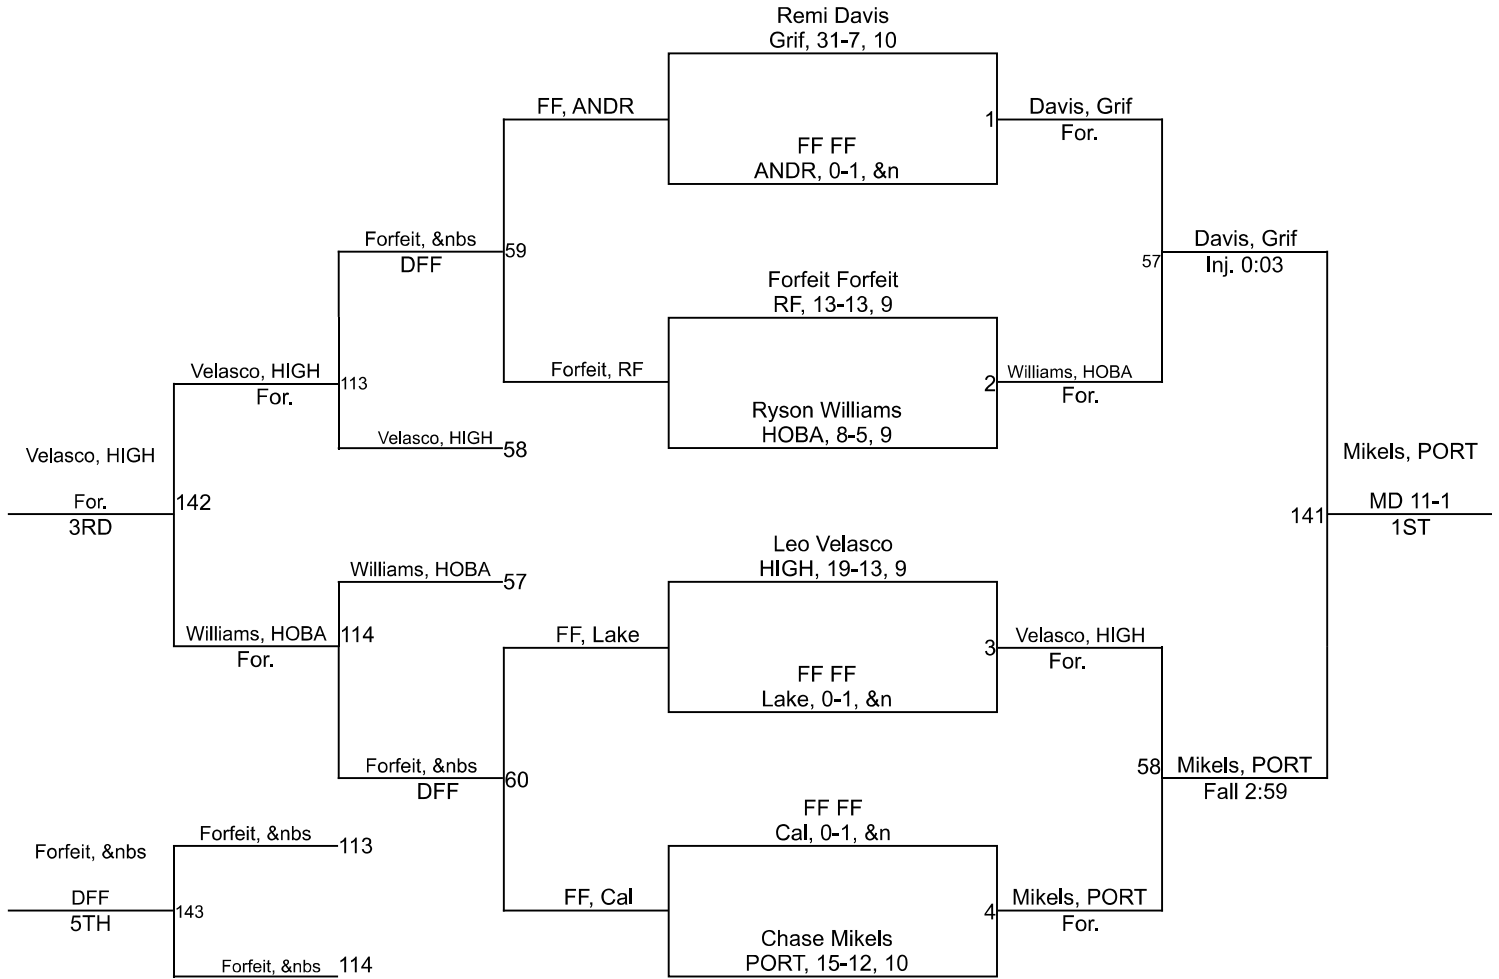 Remi Davis
Grif, 31-7, 10
FF, ANDR
1
Davis, Grif
For.
FF FF
ANDR, 0-1, &n
Forfeit, &nbs
DFF
59
57
Davis, Grif
Inj. 0:03
Forfeit Forfeit
RF, 13-13, 9
Velasco, HIGH
For.
113
Forfeit, RF
2
Williams, HOBA
For.
Ryson Williams
HOBA, 8-5, 9
Velasco, HIGH
58
Velasco, HIGH
For.
3RD
142
Mikels, PORT
141
MD 11-1
1ST
Leo Velasco
HIGH, 19-13, 9
Williams, HOBA
57
Williams, HOBA
For.
114
FF, Lake
3
Velasco, HIGH
For.
FF FF
Lake, 0-1, &n
Forfeit, &nbs
DFF
60
58
Mikels, PORT
Fall 2:59
FF FF
Cal, 0-1, &n
Forfeit, &nbs
113
Forfeit, &nbs
DFF
5TH
143
FF, Cal
4
Mikels, PORT
For.
Chase Mikels
PORT, 15-12, 10
Forfeit, &nbs
114